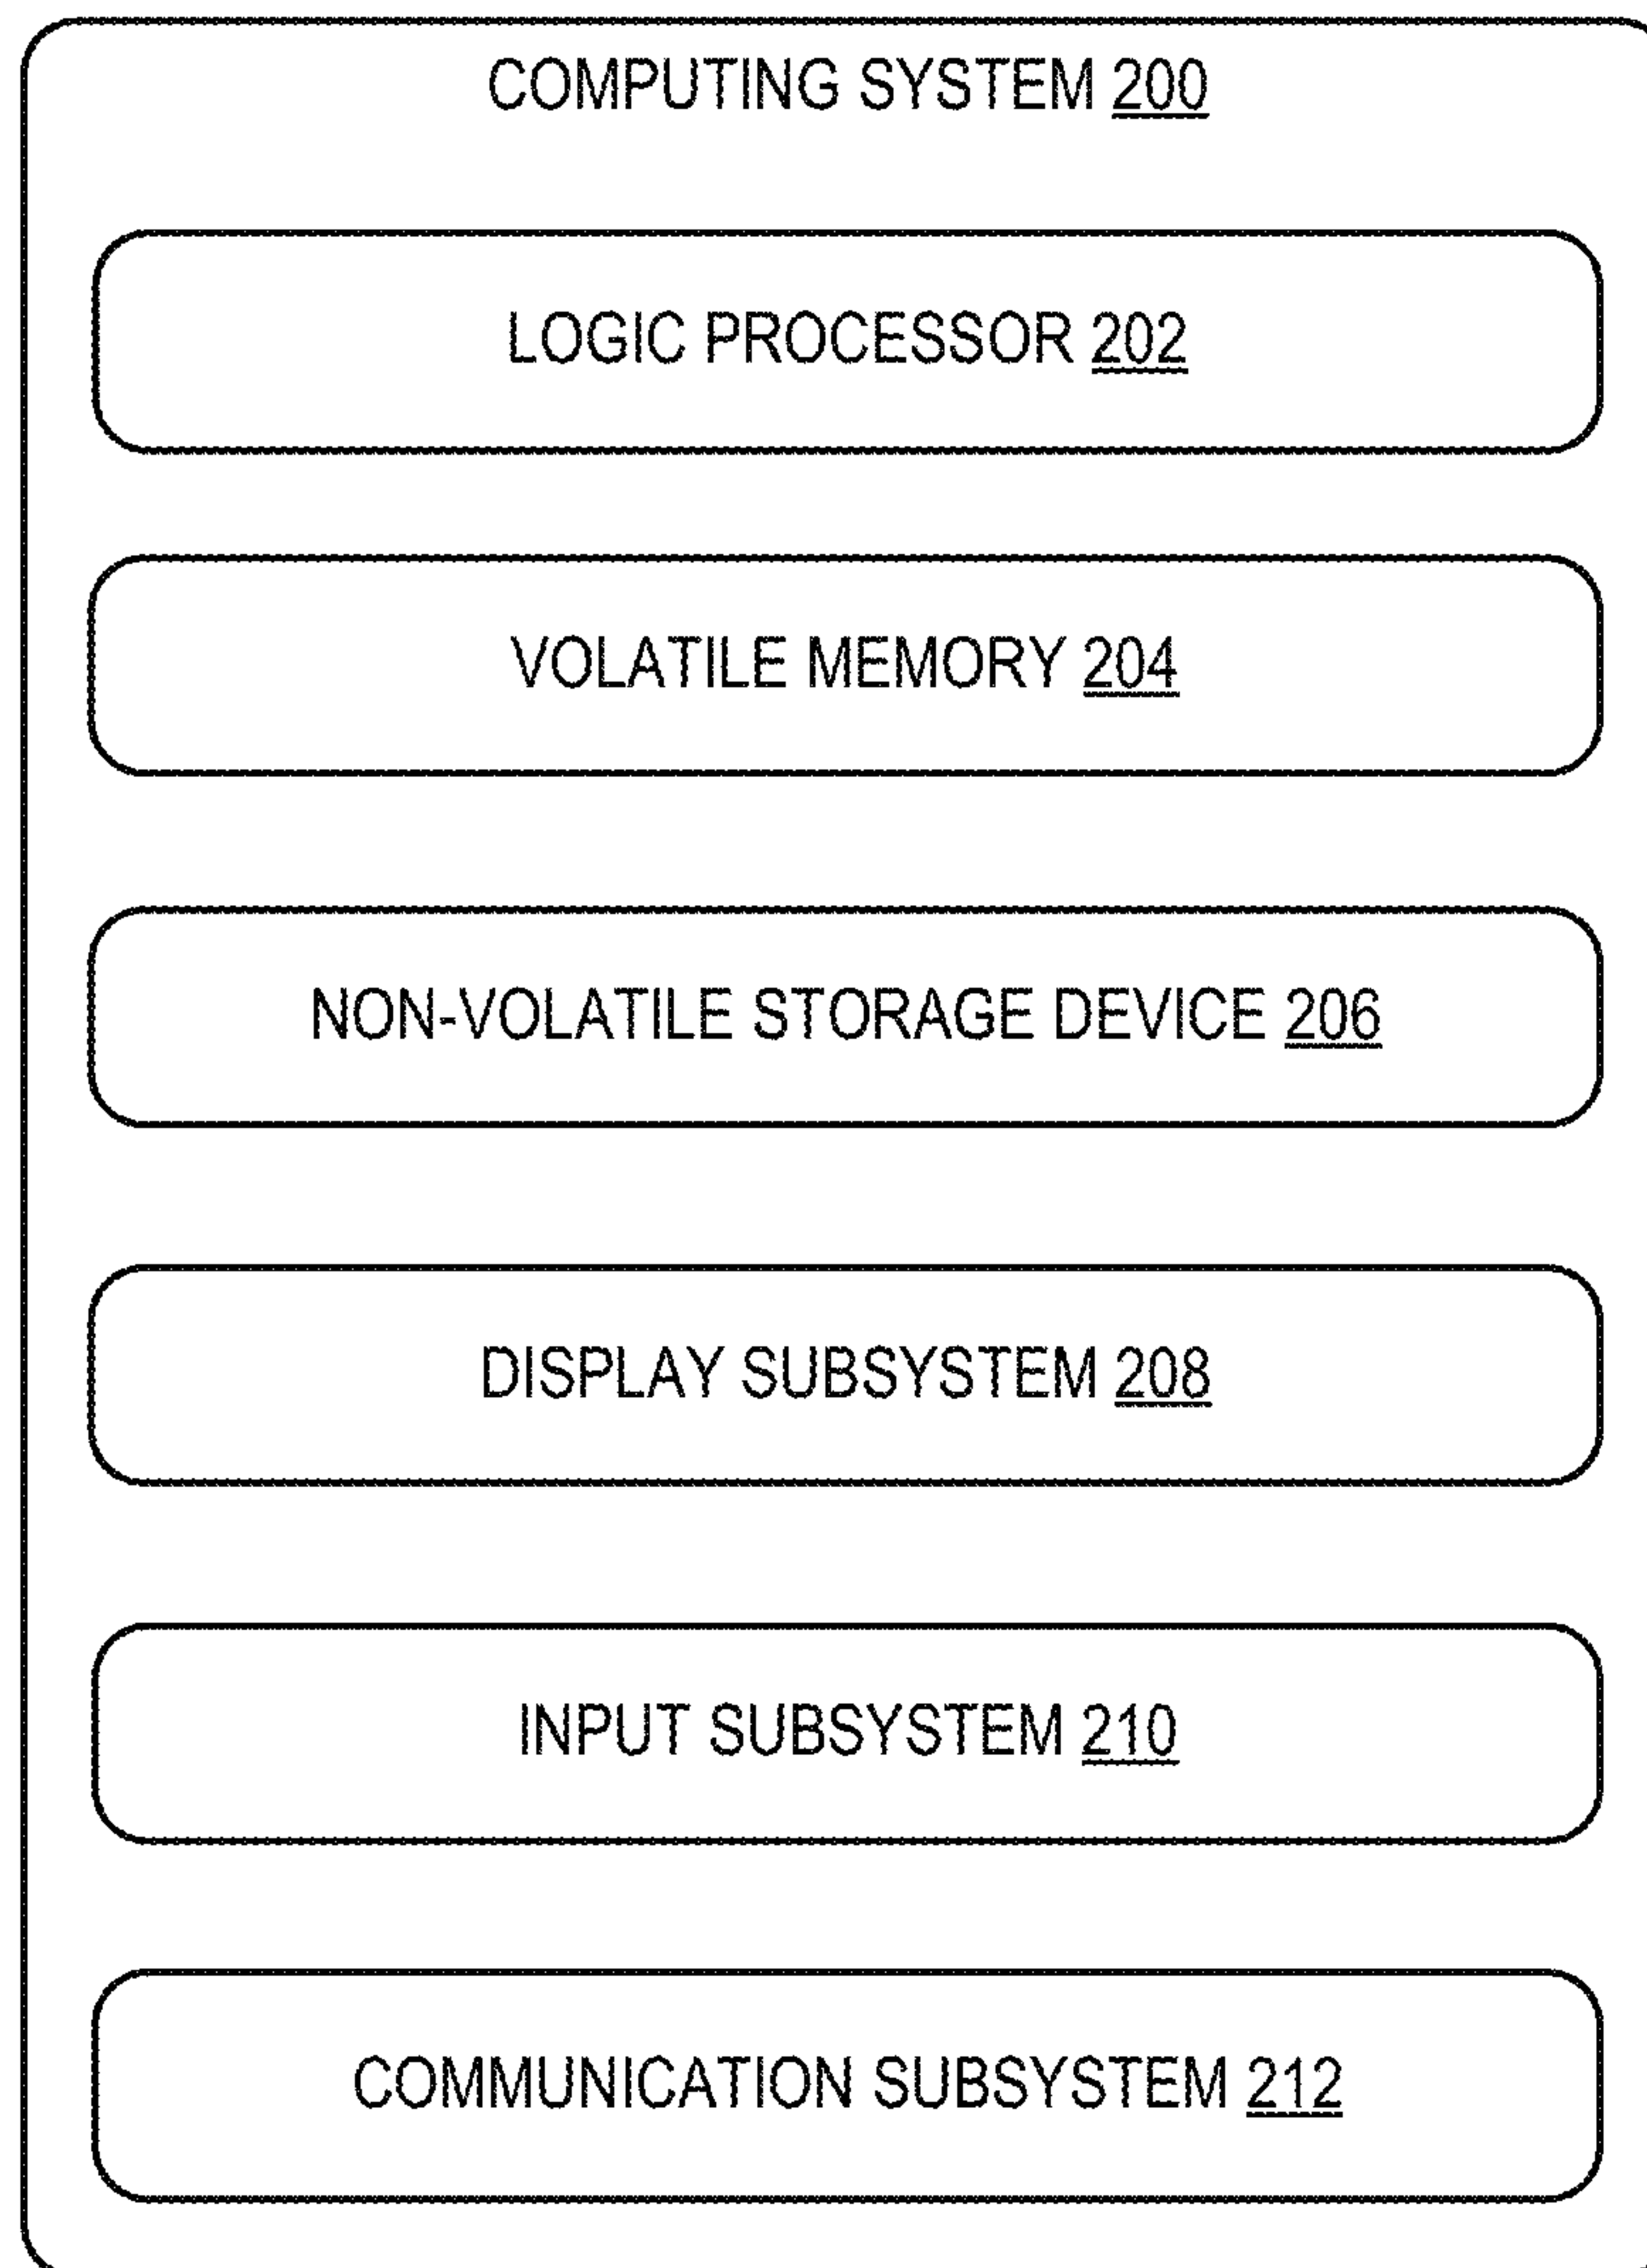 COMPUTING SYSTEM 200
LOGIC PROCESSOR 202
VOLATILE MEMORY 204
NON-VOLATILE STORAGE DEVICE 206
DISPLAY SUBSYSTEM 208
INPUT SUBSYSTEM 210
COMMUNICATION SUBSYSTEM 212